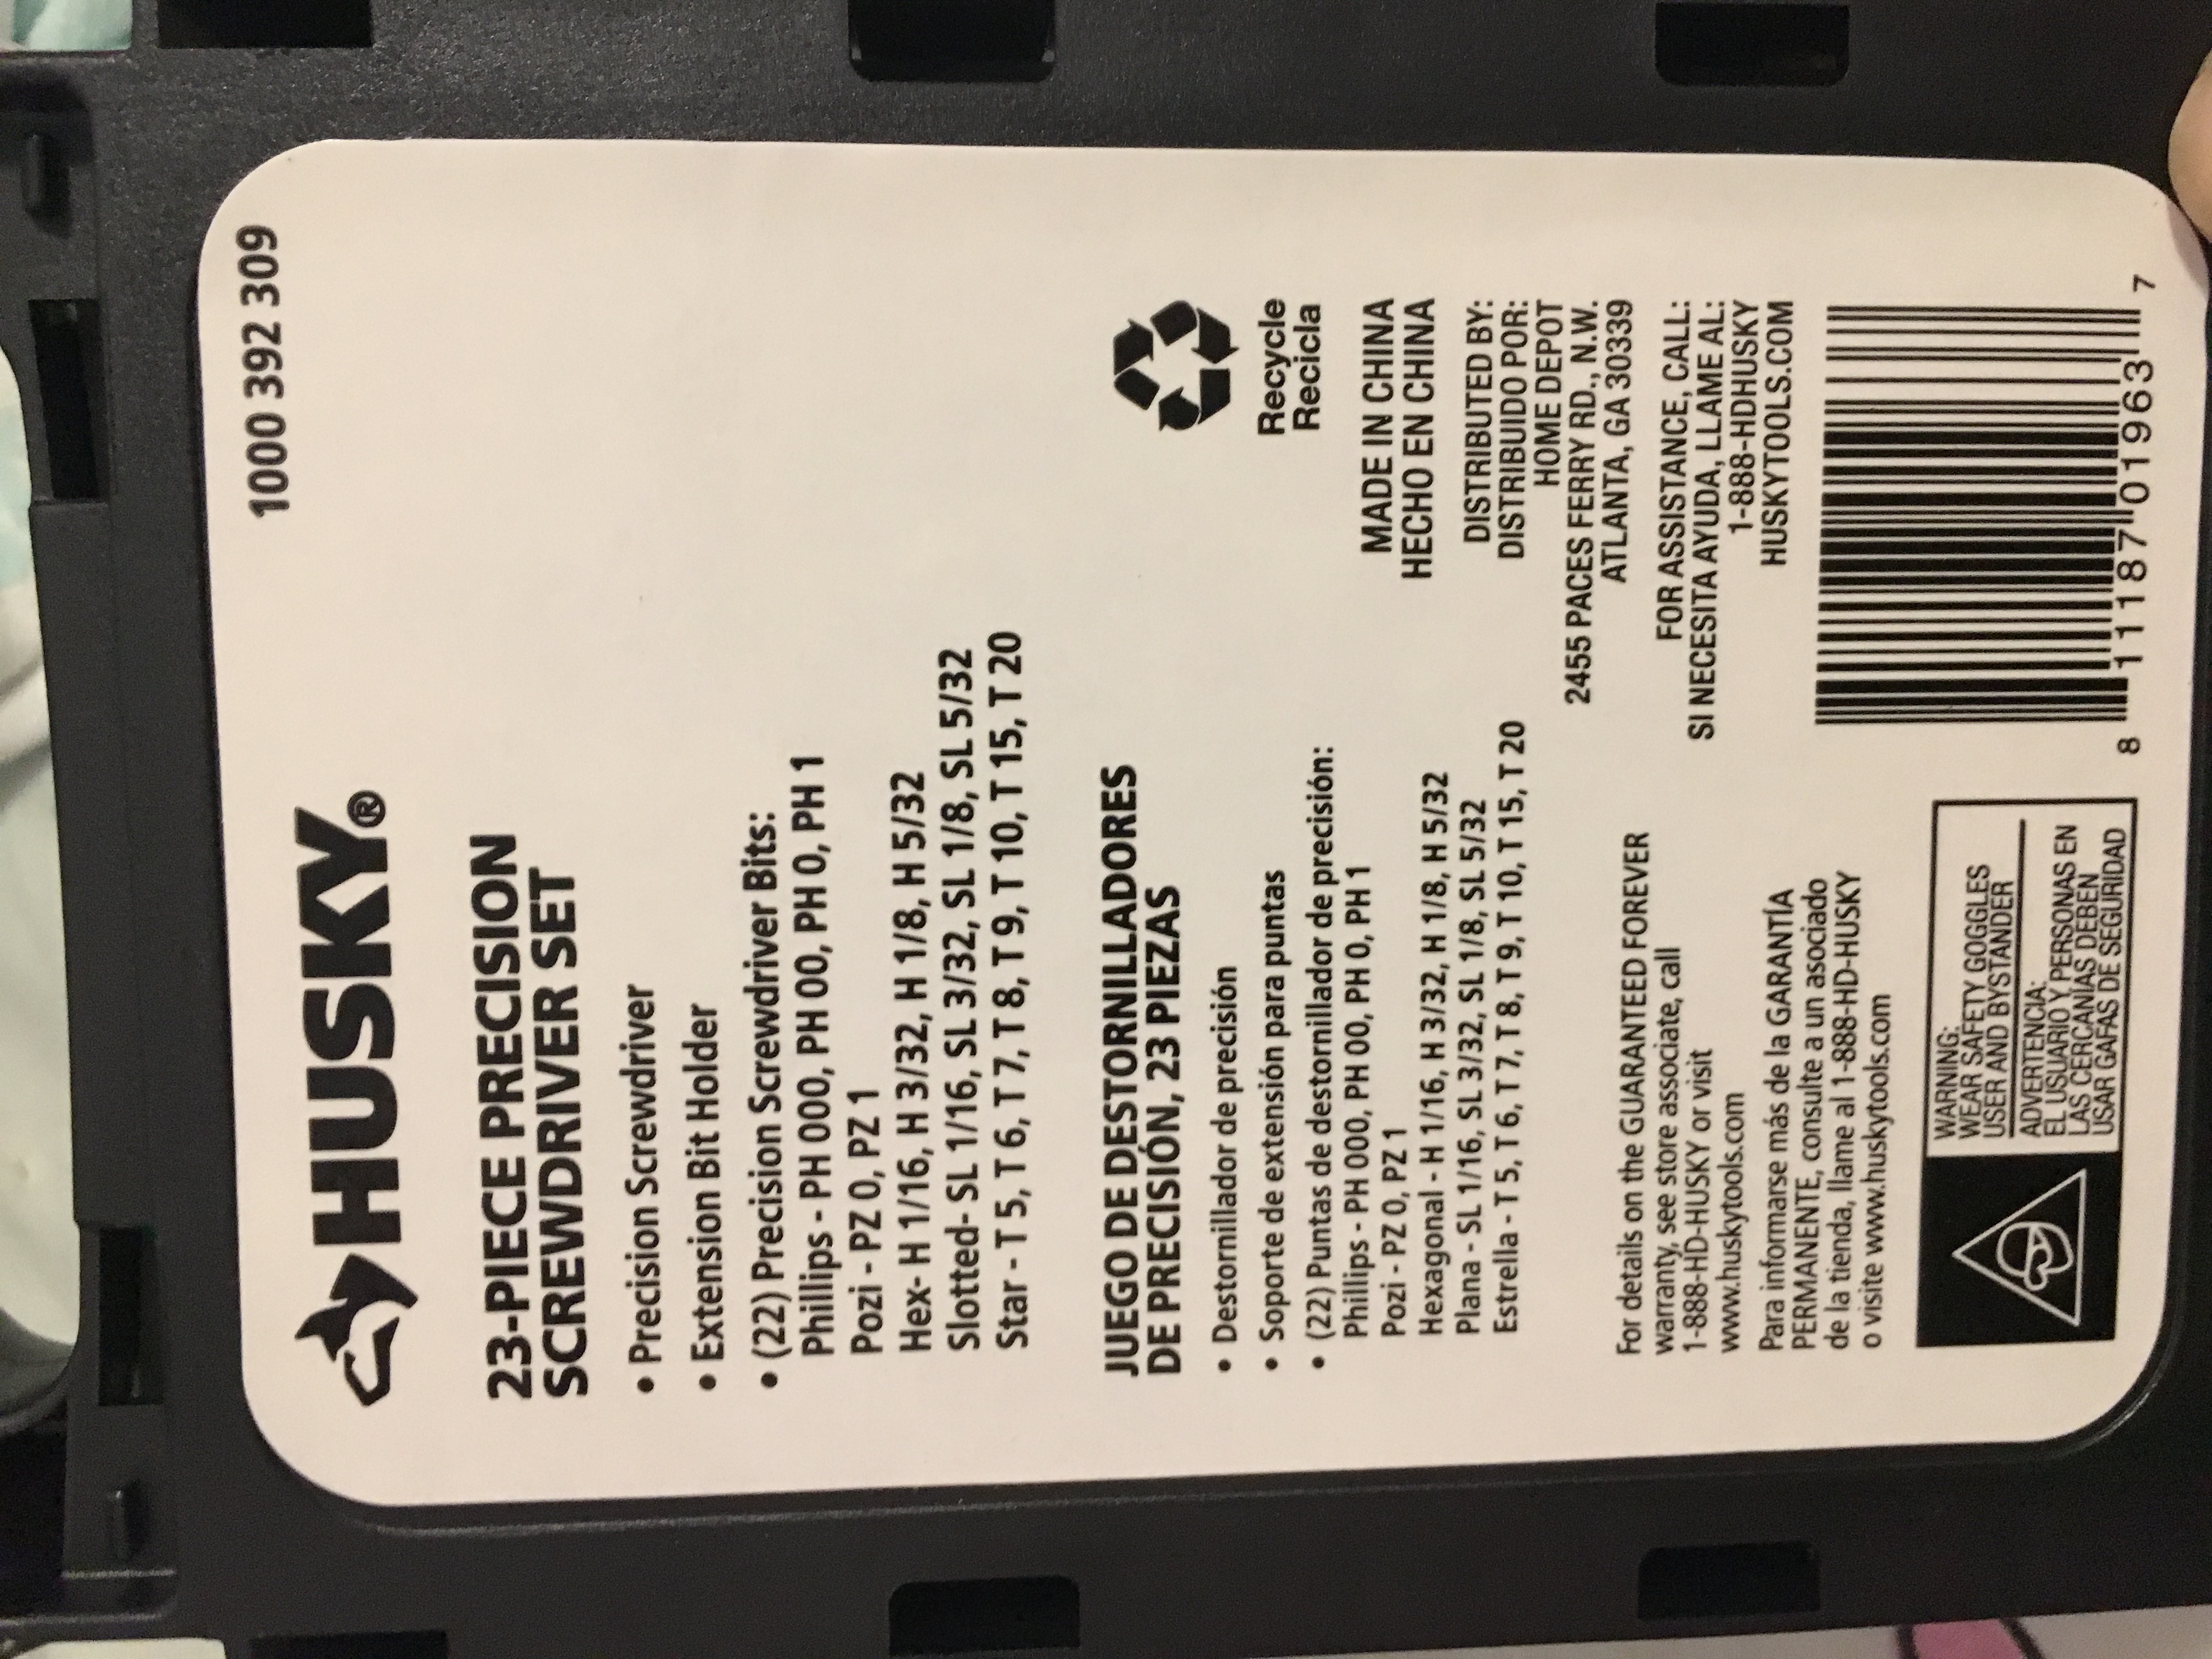 1000 392 309
HUSKY®
23-PIECE PRECISION
SCREWDRIVER SET
• Precision Screwdriver
• Extension Bit Holder
• (22) Precision Screwdriver Bits:
Phillips - PH 000, PH 00, PH 0, PH 1
Pozi - PZ 0, PZ 1
Hex- H 1/16, H 3/32, H 1/8, H 5/32
Slotted- SL 1/16, SL 3/32, SL 1/8, SL 5/32
Star - T 5, T 6, T 7, T 8, T 9, T 10, T 15, T 20
JUEGO DE DESTORNILLADORES
DE PRECISIÓN, 23 PIEZAS
• Destornillador de precisión
• Soporte de extensión para puntas
• (22) Puntas de destornillador de precisión:
Phillips - PH 000, PH 00, PH 0, PH 1
Pozi - PZ 0, PZ 1
Hexagonal - H 1/16, H 3/32, H 1/8, H 5/32
Plana - SL 1/16, SL 3/32, SL 1/8, SL 5/32
Estrella - T 5, T 6, T 7, T 8, T 9, T 10, T 15, T 20
Recycle
Recicla
MADE IN CHINA
HECHO EN CHINA
DISTRIBUTED BY:
DISTRIBUIDO POR:
HOME DEPOT
2455 PACES FERRY RD., N.W.
ATLANTA, GA 30339
FOR ASSISTANCE, CALL:
SI NECESITA AYUDA, LLAME AL:
1-888-HDHUSKY
HUSKYTOOLS.COM
For details on the GUARANTEED FOREVER
warranty, see store associate, call
1-888-HD-HUSKY or visit
www.huskytools.com
Para informarse más de la GARANTÍA
PERMANENTE, consulte a un asociado
de la tienda, llame al 1-888-HD-HUSKY
o visite www.huskytools.com
WARNING:
WEAR SAFETY GOGGLES
USER AND BYSTANDER
ADVERTENCIA:
EL USUARIO Y PERSONAS EN
LAS CERCANÍAS DEBEN
USAR GAFAS DE SEGURIDAD
8 11187 01963 7